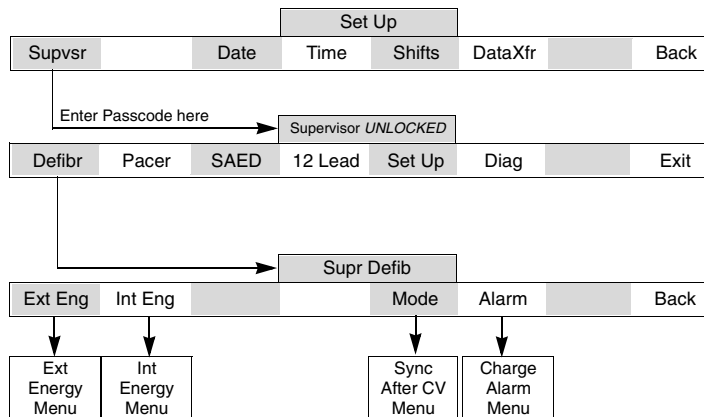 Set Up
Supvsr Date Time Shifts DataXfr Back
Enter Passcode here
Supervisor UNLOCKED
Defibr Pacer SAED 12 Lead Set Up Diag Exit
Supr Defib
Ext Eng Int Eng Mode Alarm Back
Ext Energy Menu
Int Energy Menu
Sync After CV Menu
Charge Alarm Menu